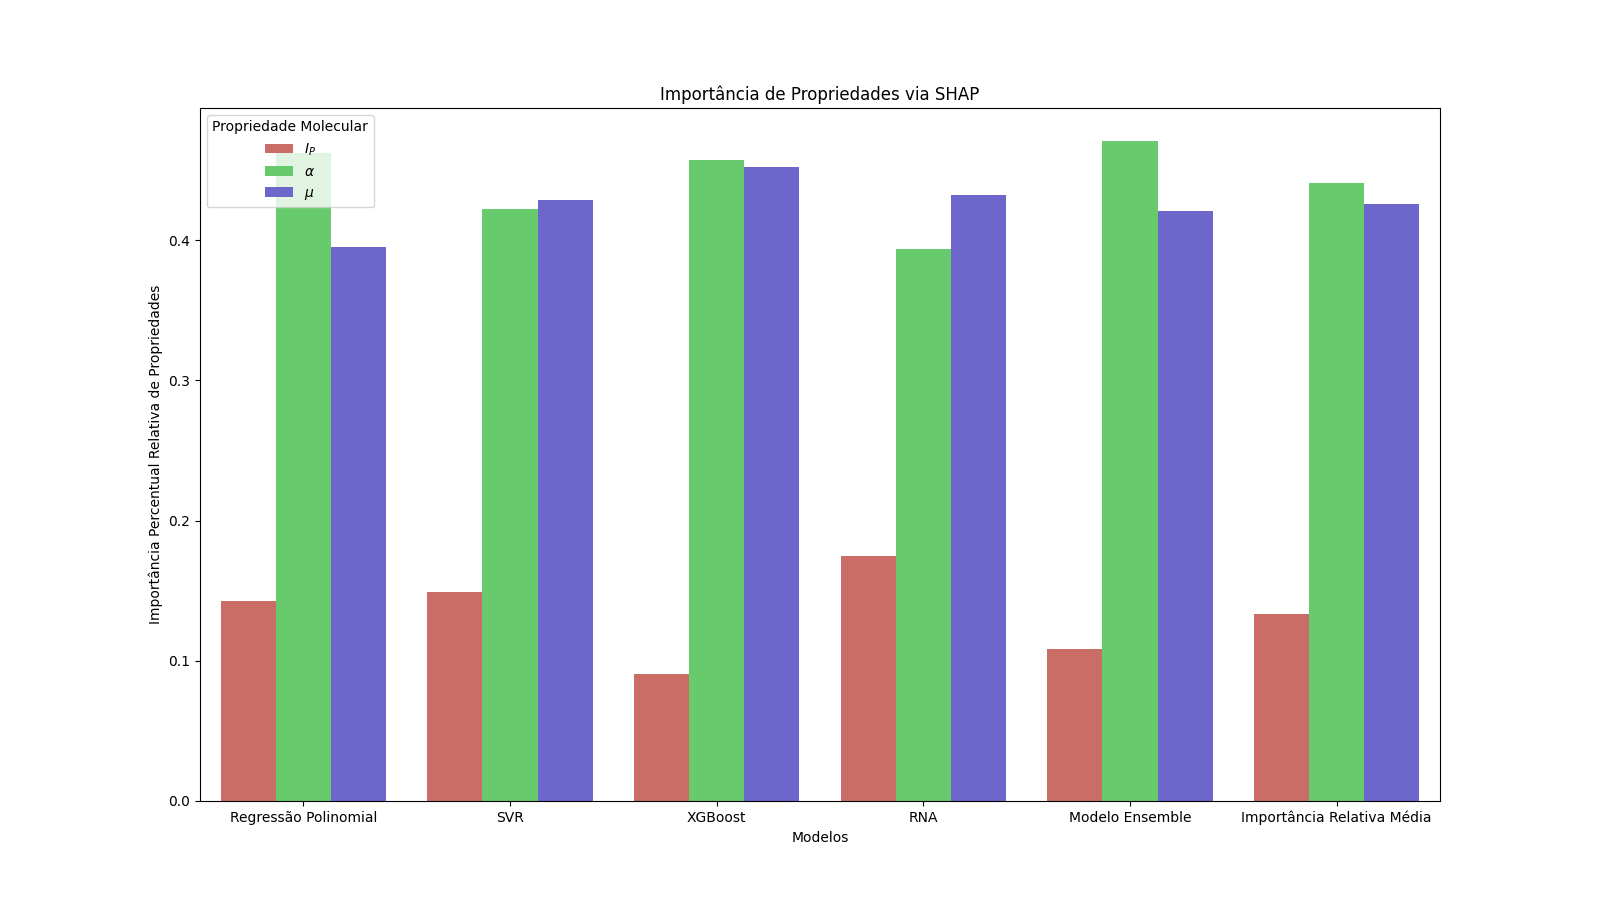 Importância de Propriedades via SHAP
Propriedade Molecular
I_P
α
μ
Importância Percentual Relativa de Propriedades
0.4
0.3
0.2
0.1
0.0
Regressão Polinomial SVR XGBoost RNA Modelo Ensemble Importância Relativa Média
Modelos